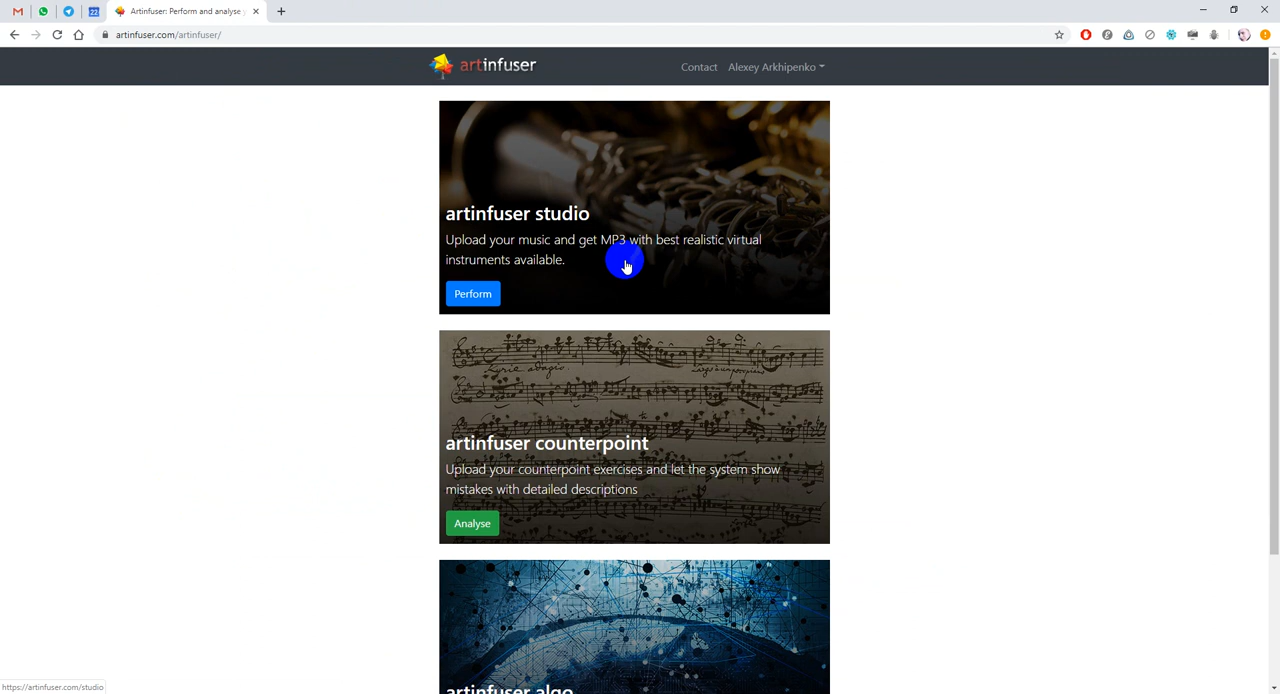 Artinfuser: Perform and analyse y
artinfuser.com/artinfuser/
artinfuser
Contact
Alexey Arkhipenko
artinfuser studio
Upload your music and get MP3 with best realistic virtual
instruments available.
Perform
artinfuser counterpoint
Upload your counterpoint exercises and let the system show
mistakes with detailed descriptions
Analyse
artinfuser algo
https://artinfuser.com/studio